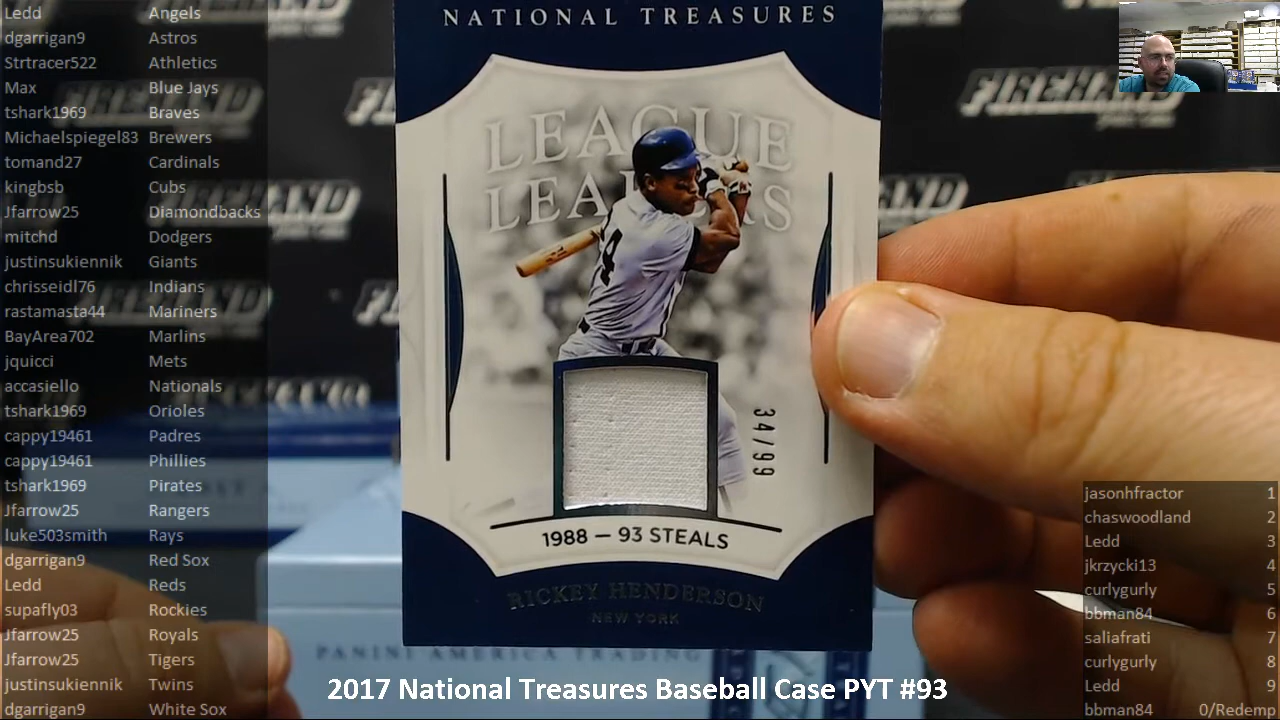 Ledd Angels
dgarrigan9 Astros
Strtracer522 Athletics
Max Blue Jays
tshark1969 Braves
Michaelspiegel83 Brewers
tomand27 Cardinals
kingbsb Cubs
Jfarrow25 Diamondbacks
mitchd Dodgers
justinsukiennik Giants
chrisseidl76 Indians
rastamasta44 Mariners
BayArea702 Marlins
jquicci Mets
accasiello Nationals
tshark1969 Orioles
cappy19461 Padres
cappy19461 Phillies
tshark1969 Pirates
Jfarrow25 Rangers
luke503smith Rays
dgarrigan9 Red Sox
Ledd Reds
supafly03 Rockies
Jfarrow25 Royals
Jfarrow25 Tigers
justinsukiennik Twins
dgarrigan9 White Sox
NATIONAL TREASURES
LEAGUE
LEADERS
34/99
1988 – 93 STEALS
RICKEY HENDERSON
NEW YORK
PANINI AMERICA TRADING
FIREHAND
2017 National Treasures Baseball Case PYT #93
jasonhfractor 1
chaswoodland 2
Ledd 3
jkrzycki13 4
curlygurly 5
bbman84 6
saliafrati 7
curlygurly 8
Ledd 9
bbman84 0/Redemp